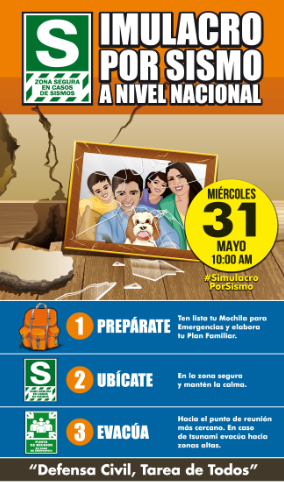 S
ZONA SEGURA
EN CASOS
DE SISMOS
IMULACRO
POR SISMO
A NIVEL NACIONAL
MIÉRCOLES
31
MAYO
10:00 AM
#Simulacro
PorSismo
1 PREPÁRATE
Ten lista tu Mochila para
Emergencias y elabora
tu Plan Familiar.
S
2 UBÍCATE
En la zona segura
y mantén la calma.
3 EVACÚA
Hacia el punto de reunión
más cercano. En caso
de tsunami evacúa hacia
zonas altas.
“Defensa Civil, Tarea de Todos”